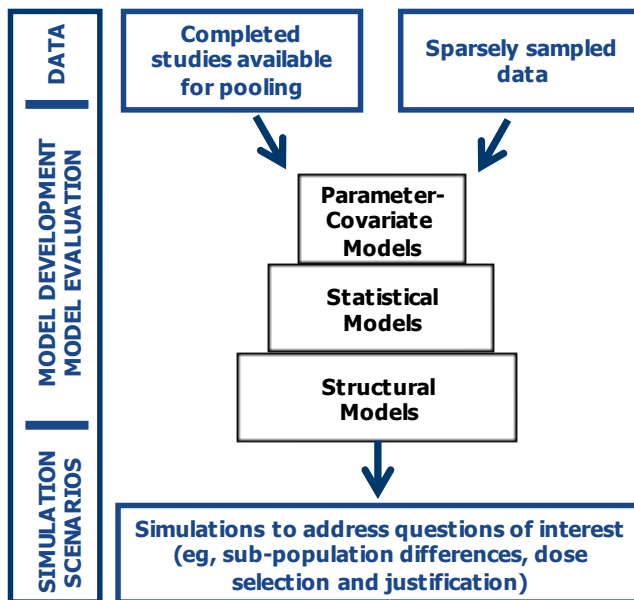 DATA
Completed
studies available
for pooling
Sparsely sampled
data
MODEL DEVELOPMENT
MODEL EVALUATION
Parameter-
Covariate
Models
Statistical
Models
Structural
Models
SIMULATION
SCENARIOS
Simulations to address questions of interest
(eg, sub-population differences, dose
selection and justification)